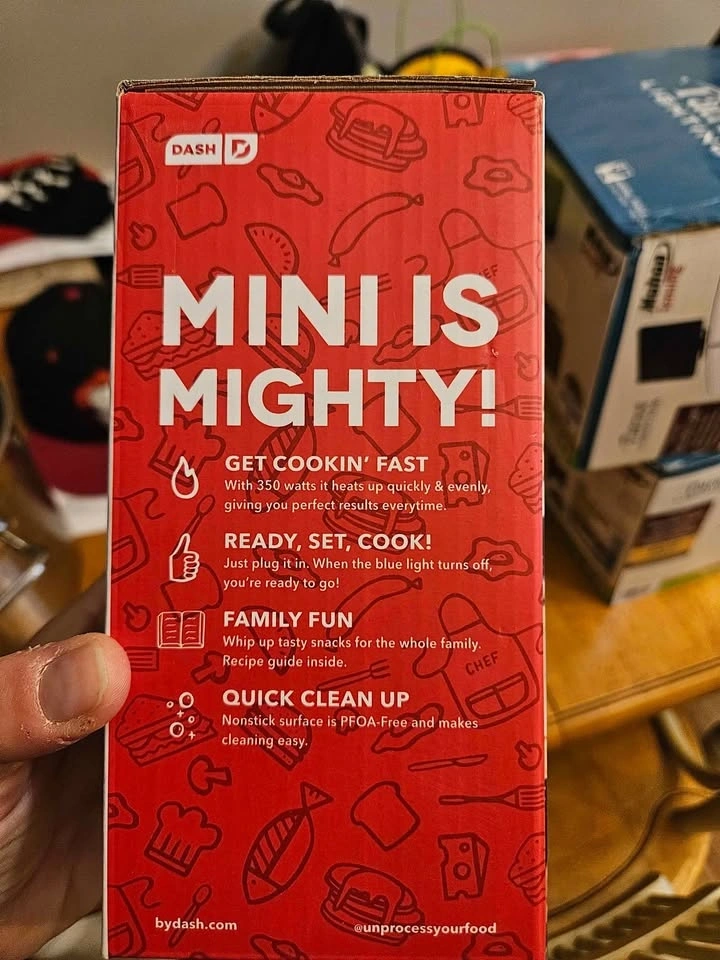 DASH
MINI IS
MIGHTY!
GET COOKIN' FAST
With 350 watts it heats up quickly & evenly,
giving you perfect results everytime.
READY, SET, COOK!
Just plug it in. When the blue light turns off,
you're ready to go!
FAMILY FUN
Whip up tasty snacks for the whole family.
Recipe guide inside.
QUICK CLEAN UP
Nonstick surface is PFOA-Free and makes
cleaning easy.
CHEF
bydash.com
@unprocessyourfood
LIGHTING